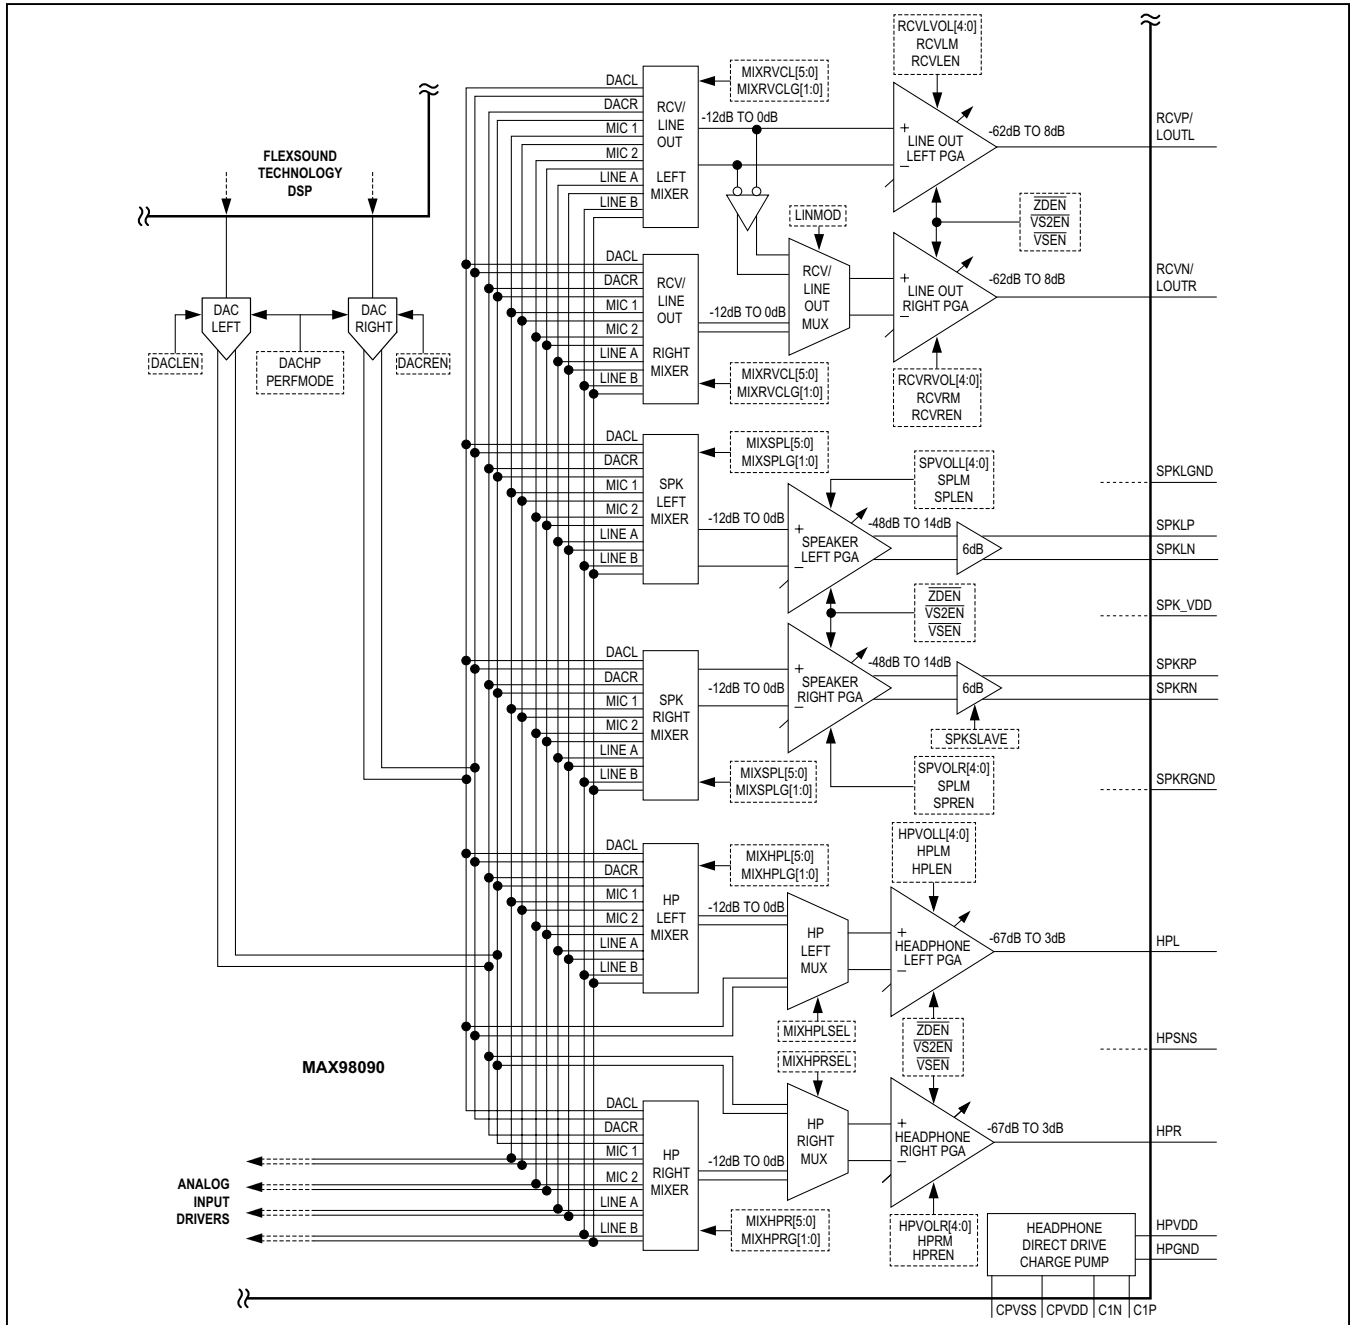 RCVLVOL[4:0]
RCVLM
RCVLEN
DACL
DACR
MIC 1
MIC 2
LINE A
LINE B
RCV/
LINE
OUT
LEFT
MIXER
MIXRVCL[5:0]
MIXRVCLG[1:0]
-12dB TO 0dB
+
LINE OUT
LEFT PGA
–
-62dB TO 8dB
RCVP/
LOUTL
FLEXSOUND
TECHNOLOGY
DSP
LINMOD
ZDEN
VS2EN
VSEN
DACL
DACR
MIC 1
MIC 2
LINE A
LINE B
RCV/
LINE
OUT
RIGHT
MIXER
-12dB TO 0dB
RCV/
LINE
OUT
MUX
+
LINE OUT
RIGHT PGA
–
-62dB TO 8dB
RCVN/
LOUTR
DAC
LEFT
DAC
RIGHT
DACLEN
DACHP
PERFMODE
DACREN
MIXRVCL[5:0]
MIXRVCLG[1:0]
RCVRVOL[4:0]
RCVRM
RCVREN
DACL
DACR
MIC 1
MIC 2
LINE A
LINE B
SPK
LEFT
MIXER
MIXSPL[5:0]
MIXSPLG[1:0]
-12dB TO 0dB
SPVOLL[4:0]
SPLM
SPLEN
+
SPEAKER
LEFT PGA
–
-48dB TO 14dB
6dB
SPKLGND
SPKLP
SPKLN
ZDEN
VS2EN
VSEN
SPK_VDD
DACL
DACR
MIC 1
MIC 2
LINE A
LINE B
SPK
RIGHT
MIXER
-12dB TO 0dB
+
SPEAKER
RIGHT PGA
–
-48dB TO 14dB
6dB
SPKRP
SPKRN
SPKSLAVE
MIXSPL[5:0]
MIXSPLG[1:0]
SPVOLR[4:0]
SPLM
SPREN
SPKRGND
DACL
DACR
MIC 1
MIC 2
LINE A
LINE B
HP
LEFT
MIXER
MIXHPL[5:0]
MIXHPLG[1:0]
-12dB TO 0dB
HP
LEFT
MUX
HPVOLL[4:0]
HPLM
HPLEN
+
HEADPHONE
LEFT PGA
–
-67dB TO 3dB
HPL
MIXHPLSEL
MIXHPRSEL
ZDEN
VS2EN
VSEN
HPSNS
MAX98090
DACL
DACR
MIC 1
MIC 2
LINE A
LINE B
HP
RIGHT
MIXER
-12dB TO 0dB
HP
RIGHT
MUX
+
HEADPHONE
RIGHT PGA
–
-67dB TO 3dB
HPR
ANALOG
INPUT
DRIVERS
MIXHPR[5:0]
MIXHPRG[1:0]
HPVOLR[4:0]
HPRM
HPREN
HEADPHONE
DIRECT DRIVE
CHARGE PUMP
HPVDD
HPGND
CPVSS
CPVDD
C1N
C1P